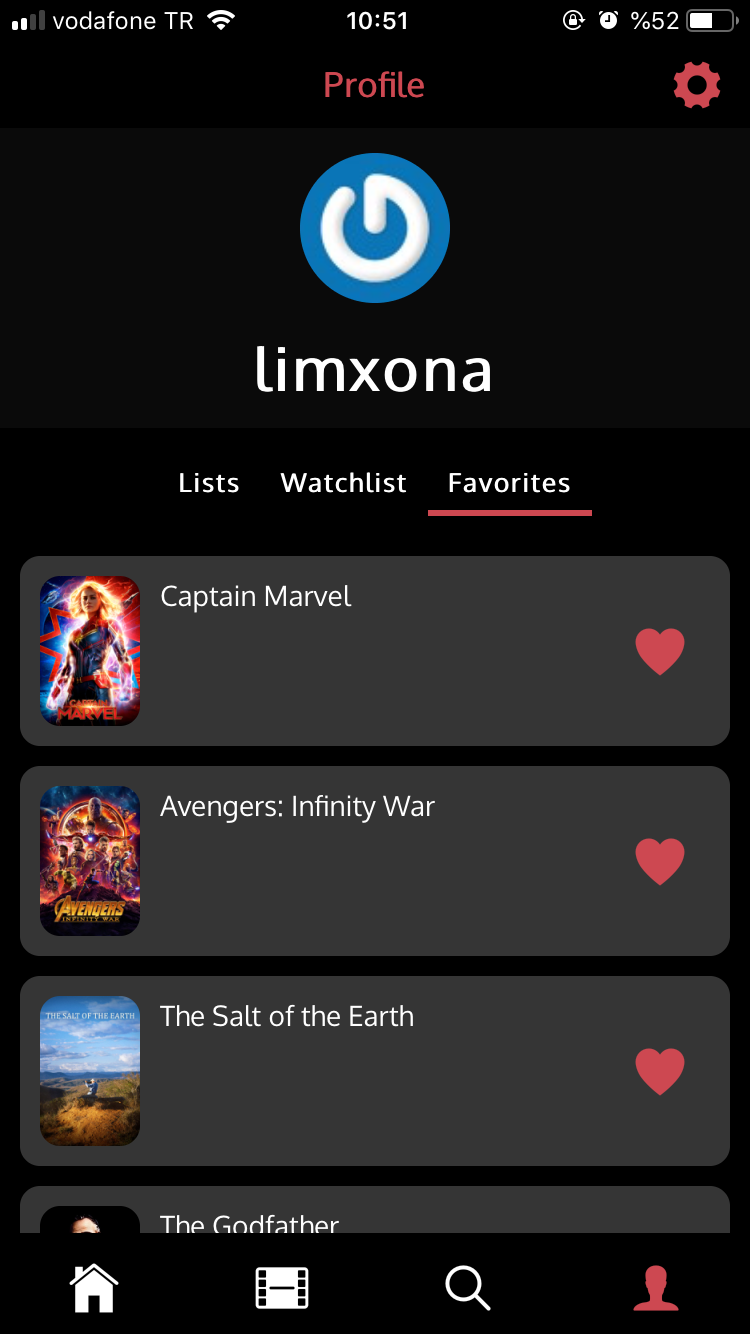 vodafone TR 10:51 %52
Profile
limxona
Lists Watchlist Favorites
Captain Marvel
CAPTAIN
MARVEL
Avengers: Infinity War
AVENGERS
INFINITY WAR
The Salt of the Earth
THE SALT OF THE EARTH
The Godfather